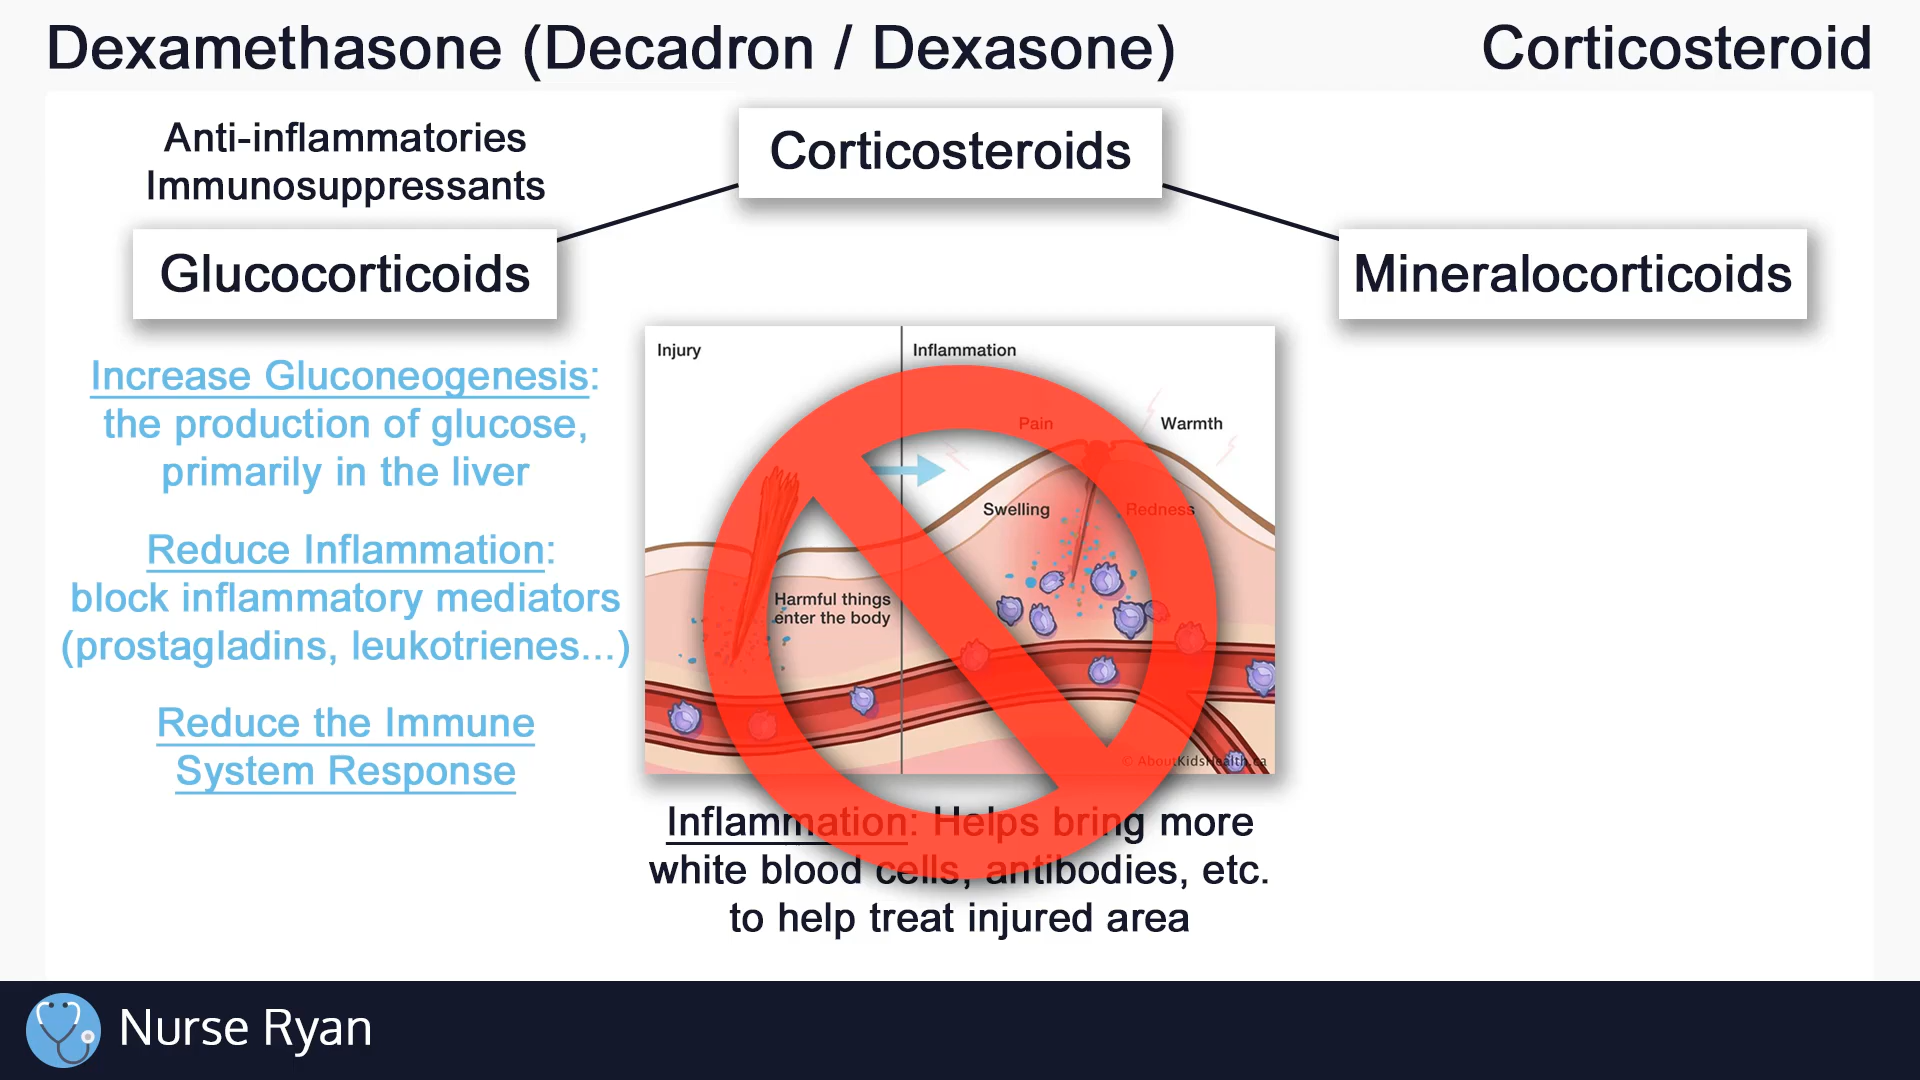 Dexamethasone (Decadron / Dexasone)
Corticosteroid
Corticosteroids
Anti-inflammatories
Immunosuppressants
Glucocorticoids
Mineralocorticoids
Increase Gluconeogenesis:
the production of glucose,
primarily in the liver
Reduce Inflammation:
block inflammatory mediators
(prostagladins, leukotrienes...)
Reduce the Immune
System Response
Injury
Inflammation
Pain
Warmth
Swelling
Redness
Harmful things
enter the body
© AboutKidsHealth.ca
Inflammation: Helps bring more
white blood cells, antibodies, etc.
to help treat injured area
Nurse Ryan